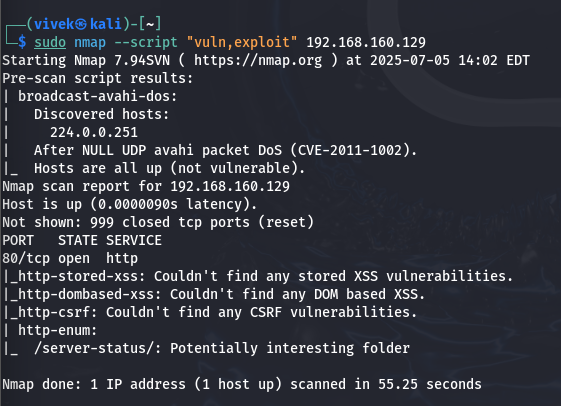 ┌──(vivek㉿kali)-[~]
└─$ sudo nmap --script "vuln,exploit" 192.168.160.129
Starting Nmap 7.94SVN ( https://nmap.org ) at 2025-07-05 14:02 EDT
Pre-scan script results:
| broadcast-avahi-dos:
|   Discovered hosts:
|     224.0.0.251
|   After NULL UDP avahi packet DoS (CVE-2011-1002).
|_  Hosts are all up (not vulnerable).
Nmap scan report for 192.168.160.129
Host is up (0.0000090s latency).
Not shown: 999 closed tcp ports (reset)
PORT   STATE SERVICE
80/tcp open  http
|_http-stored-xss: Couldn't find any stored XSS vulnerabilities.
|_http-dombased-xss: Couldn't find any DOM based XSS.
|_http-csrf: Couldn't find any CSRF vulnerabilities.
| http-enum:
|_  /server-status/: Potentially interesting folder
Nmap done: 1 IP address (1 host up) scanned in 55.25 seconds